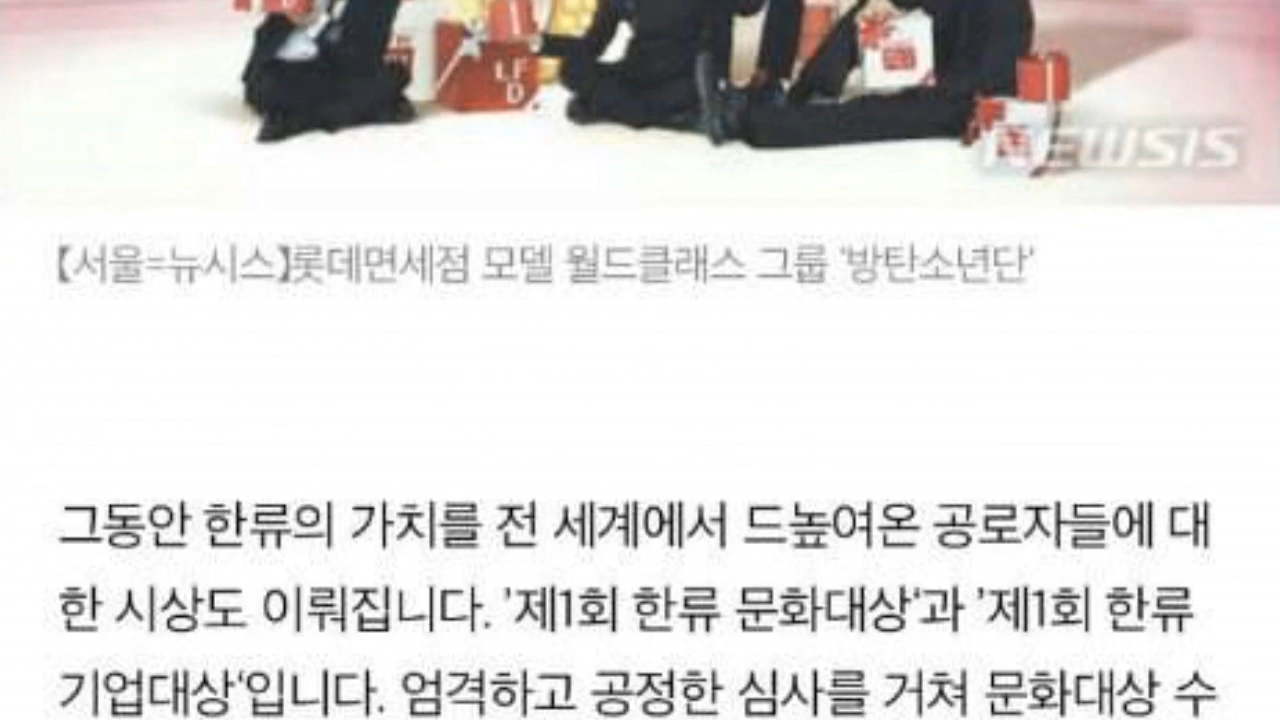 LF
D
NEWSIS
【서울=뉴시스】롯데면세점 모델 월드클래스 그룹 '방탄소년단'
그동안 한류의 가치를 전 세계에서 드높여온 공로자들에 대
한 시상도 이뤄집니다. '제1회 한류 문화대상'과 '제1회 한류
기업대상'입니다. 엄격하고 공정한 심사를 거쳐 문화대상 수